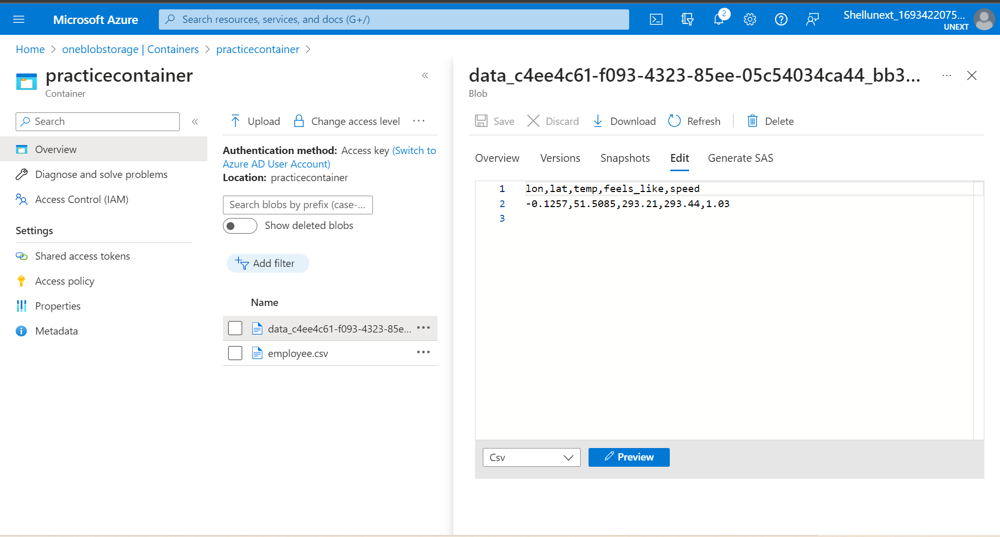 Microsoft Azure
Search resources, services, and docs (G+/)
2
Shellunext_1693422075...
UNEXT
Home > oneblobstorage | Containers > practicecontainer >
practicecontainer
Container
«
Search
«
Overview
Diagnose and solve problems
Access Control (IAM)
Settings
Shared access tokens
Access policy
Properties
Metadata
Upload
Change access level
...
Authentication method: Access key (Switch to
Azure AD User Account)
Location: practicecontainer
Search blobs by prefix (case-...
Show deleted blobs
Add filter
Name
data_c4ee4c61-f093-4323-85e...
employee.csv
data_c4ee4c61-f093-4323-85ee-05c54034ca44_bb3...
Blob
Save
Discard
Download
Refresh
Delete
Overview
Versions
Snapshots
Edit
Generate SAS
1 lon,lat,temp,feels_like,speed
2 -0.1257,51.5085,293.21,293.44,1.03
3
Csv
Preview